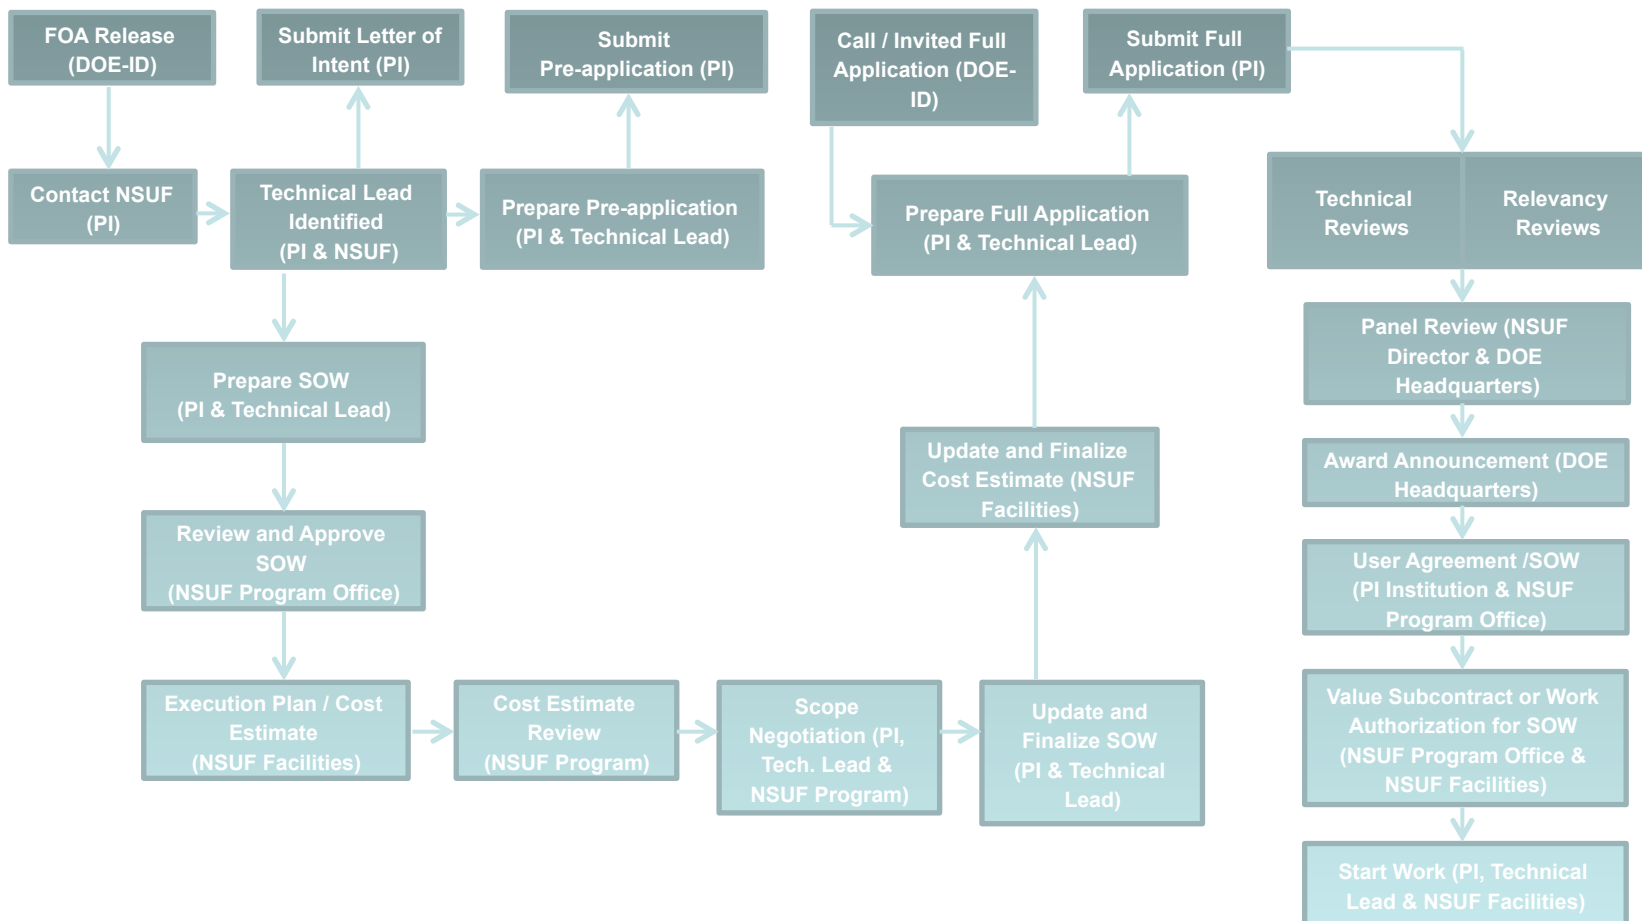 FOA Release
(DOE-ID)
Submit Letter of
Intent (PI)
Submit
Pre-application (PI)
Call / Invited Full
Application (DOE-
ID)
Submit Full
Application (PI)
Contact NSUF
(PI)
Technical Lead
Identified
(PI & NSUF)
Prepare Pre-application
(PI & Technical Lead)
Prepare Full Application
(PI & Technical Lead)
Technical
Reviews
Relevancy
Reviews
Prepare SOW
(PI & Technical Lead)
Panel Review (NSUF
Director & DOE
Headquarters)
Update and Finalize
Cost Estimate (NSUF
Facilities)
Award Announcement (DOE
Headquarters)
Review and Approve
SOW
(NSUF Program Office)
User Agreement /SOW
(PI Institution & NSUF
Program Office)
Execution Plan / Cost
Estimate
(NSUF Facilities)
Cost Estimate
Review
(NSUF Program)
Scope
Negotiation (PI,
Tech. Lead &
NSUF Program)
Update and
Finalize SOW
(PI & Technical
Lead)
Value Subcontract or Work
Authorization for SOW
(NSUF Program Office &
NSUF Facilities)
Start Work (PI, Technical
Lead & NSUF Facilities)